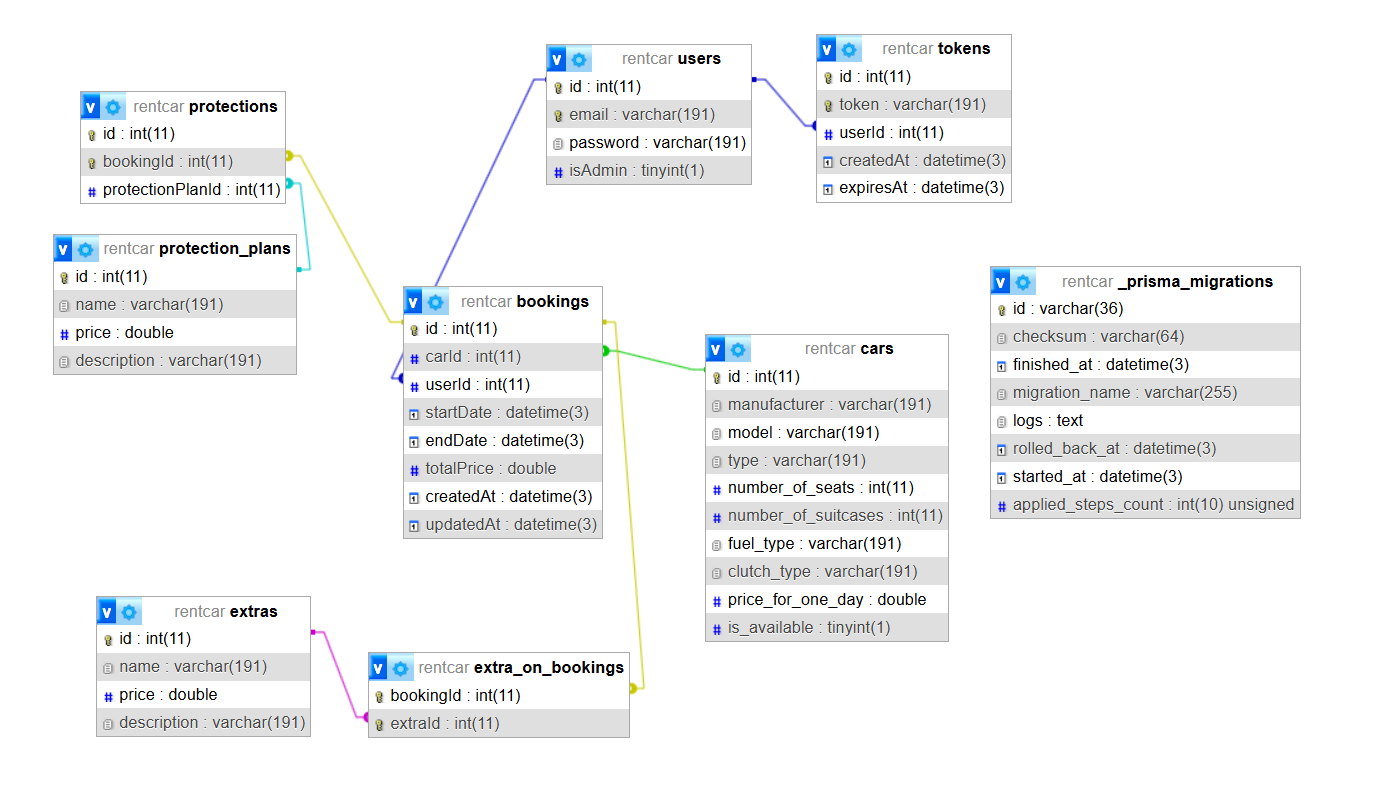 rentcar protections
id : int(11)
bookingId : int(11)
protectionPlanId : int(11)
rentcar protection_plans
id : int(11)
name : varchar(191)
price : double
description : varchar(191)
rentcar users
id : int(11)
email : varchar(191)
password : varchar(191)
isAdmin : tinyint(1)
rentcar tokens
id : int(11)
token : varchar(191)
userId : int(11)
createdAt : datetime(3)
expiresAt : datetime(3)
rentcar bookings
id : int(11)
carId : int(11)
userId : int(11)
startDate : datetime(3)
endDate : datetime(3)
totalPrice : double
createdAt : datetime(3)
updatedAt : datetime(3)
rentcar cars
id : int(11)
manufacturer : varchar(191)
model : varchar(191)
type : varchar(191)
number_of_seats : int(11)
number_of_suitcases : int(11)
fuel_type : varchar(191)
clutch_type : varchar(191)
price_for_one_day : double
is_available : tinyint(1)
rentcar _prisma_migrations
id : varchar(36)
checksum : varchar(64)
finished_at : datetime(3)
migration_name : varchar(255)
logs : text
rolled_back_at : datetime(3)
started_at : datetime(3)
applied_steps_count : int(10) unsigned
rentcar extras
id : int(11)
name : varchar(191)
price : double
description : varchar(191)
rentcar extra_on_bookings
bookingId : int(11)
extraId : int(11)